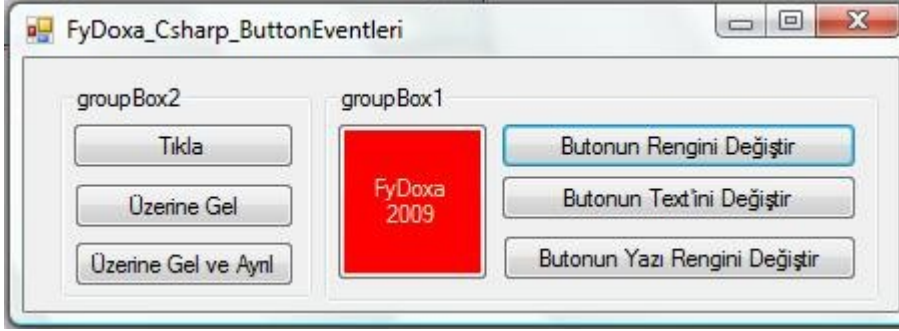 FyDoxa_Csharp_ButtonEventleri
groupBox2
Tıkla
Üzerine Gel
Üzerine Gel ve Ayrıl
groupBox1
FyDoxa
2009
Butonun Rengini Değiştir
Butonun Text'ini Değiştir
Butonun Yazı Rengini Değiştir